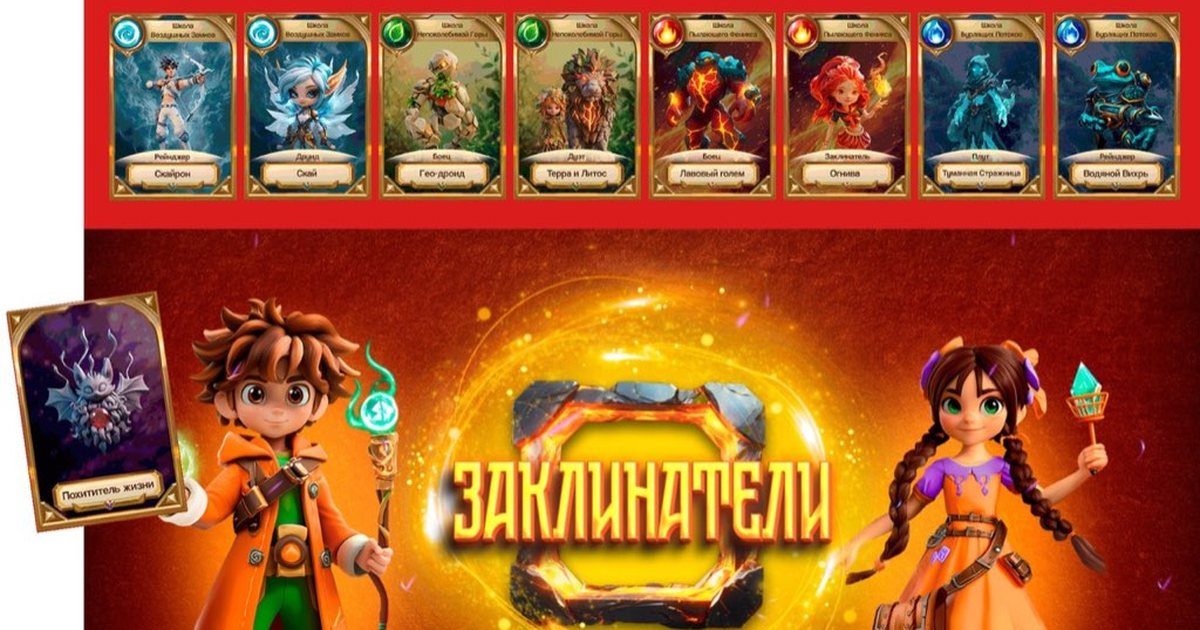 Школа
Воздушных Замков
Рейнджер
Скайрон
Школа
Воздушных Замков
Друид
Скай
Школа
Непоколебимой Горы
Боец
Гео-дроид
Школа
Непоколебимой Горы
Дуэт
Терра и Литос
Школа
Пылающего Феникса
Боец
Лавовый голем
Школа
Пылающего Феникса
Заклинатель
Огнива
Школа
Бурлящих Потоков
Плут
Туманная Стражница
Школа
Бурлящих Потоков
Рейнджер
Водяной Вихрь
Похититель жизни
ЗАКЛИНАТЕЛИ